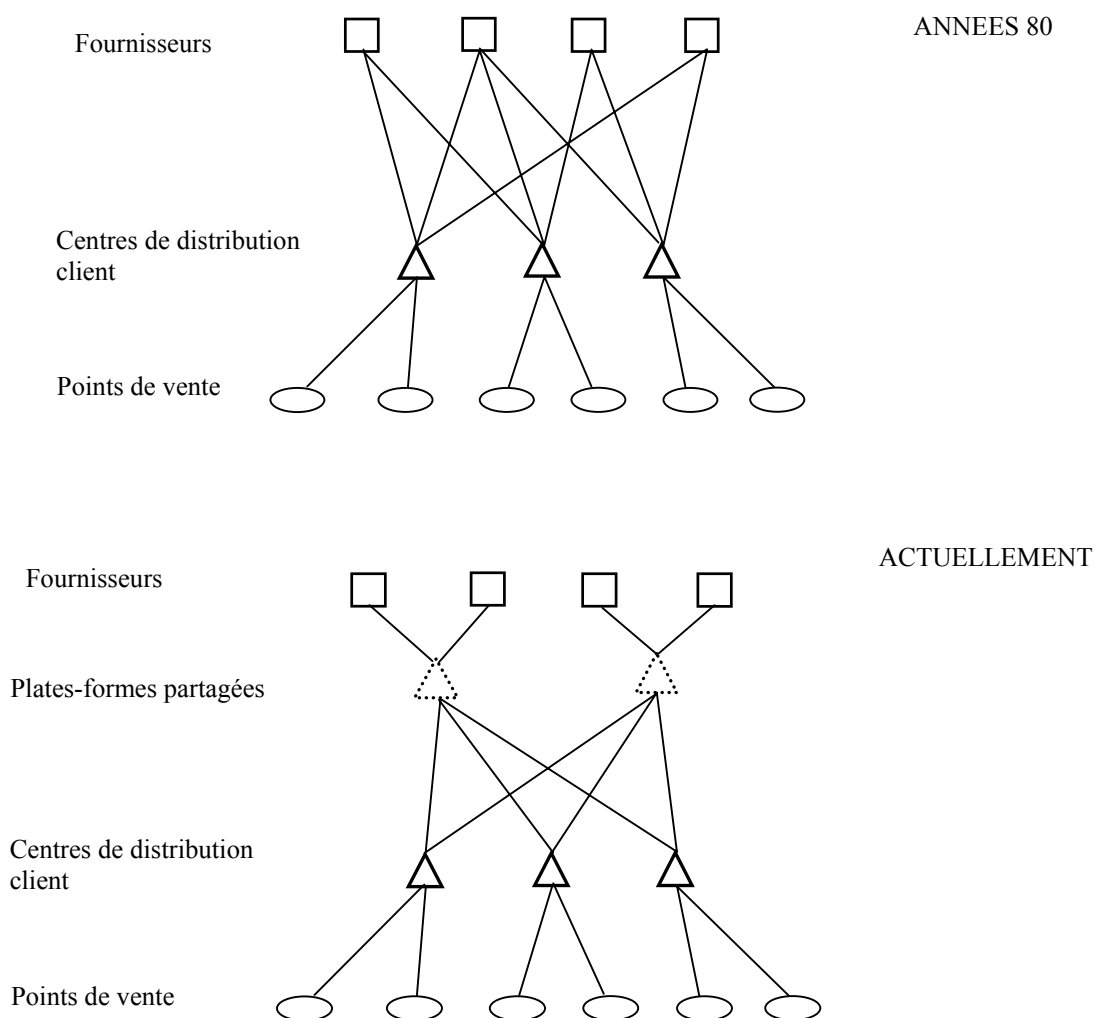 ANNEES 80
Fournisseurs
Centres de distribution
client
Points de vente
ACTUELLEMENT
Fournisseurs
Plates-formes partagées
Centres de distribution
client
Points de vente